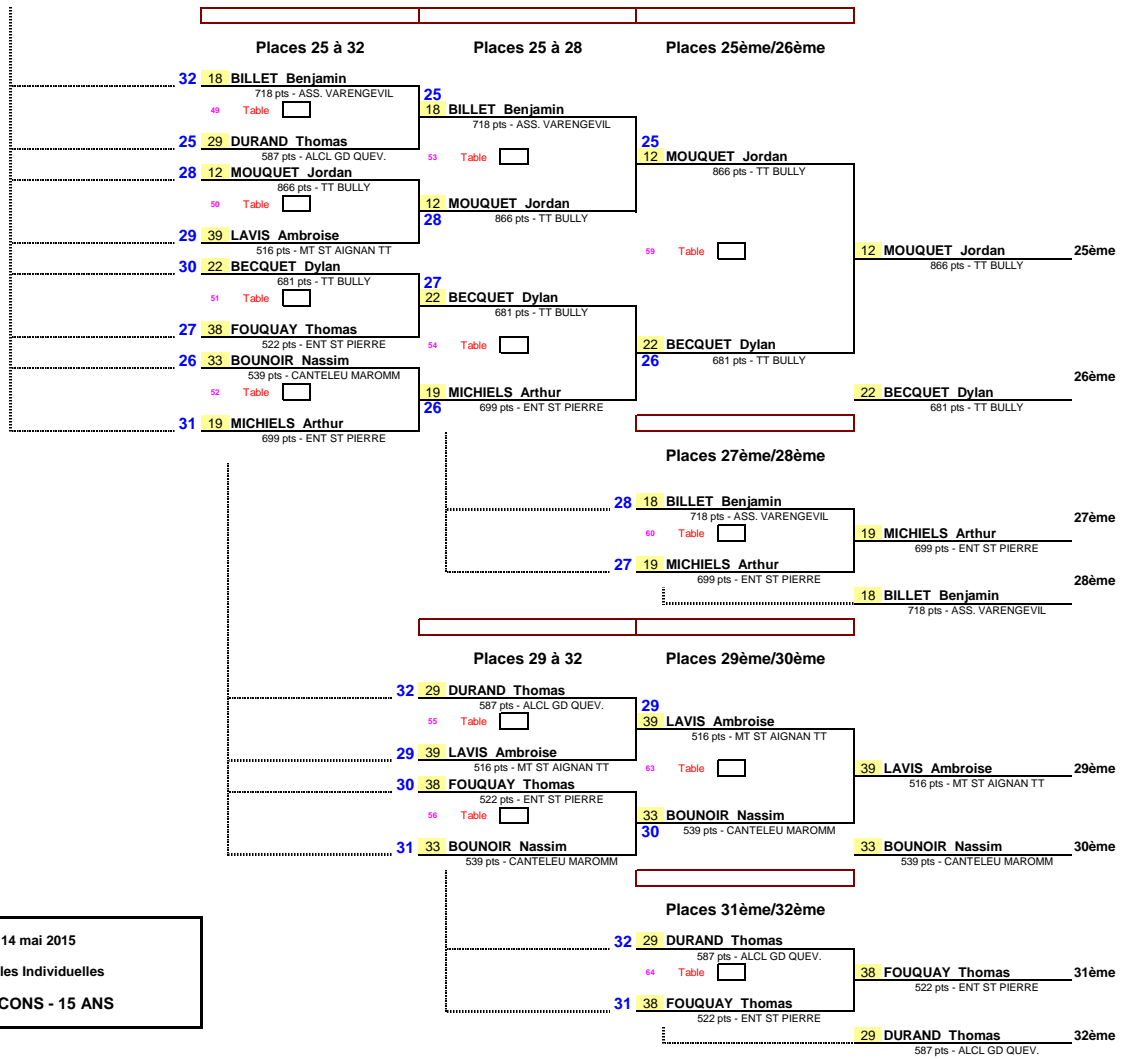 Places 25 à 32 Places 25 à 28 Places 25ème/26ème
32 18 BILLET Benjamin
718 pts - ASS. VARENGEVIL
25
49 Table
18 BILLET Benjamin
718 pts - ASS. VARENGEVIL
25 29 DURAND Thomas
587 pts - ALCL GD QUEV.
25
53 Table
12 MOUQUET Jordan
866 pts - TT BULLY
28 12 MOUQUET Jordan
866 pts - TT BULLY
50 Table
12 MOUQUET Jordan
28
866 pts - TT BULLY
29 39 LAVIS Ambroise
516 pts - MT ST AIGNAN TT
59 Table
12 MOUQUET Jordan 25ème
866 pts - TT BULLY
30 22 BECQUET Dylan
681 pts - TT BULLY
27
51 Table
22 BECQUET Dylan
681 pts - TT BULLY
27 38 FOUQUAY Thomas
522 pts - ENT ST PIERRE
54 Table
22 BECQUET Dylan
26
681 pts - TT BULLY
26 33 BOUNOIR Nassim
539 pts - CANTELEU MAROMM
26ème
52 Table
19 MICHIELS Arthur
26
699 pts - ENT ST PIERRE
22 BECQUET Dylan
681 pts - TT BULLY
31 19 MICHIELS Arthur
699 pts - ENT ST PIERRE
Places 27ème/28ème
28 18 BILLET Benjamin
718 pts - ASS. VARENGEVIL
27ème
60 Table
19 MICHIELS Arthur
699 pts - ENT ST PIERRE
27 19 MICHIELS Arthur
699 pts - ENT ST PIERRE
28ème
18 BILLET Benjamin
718 pts - ASS. VARENGEVIL
Places 29 à 32 Places 29ème/30ème
32 29 DURAND Thomas
587 pts - ALCL GD QUEV.
29
55 Table
39 LAVIS Ambroise
516 pts - MT ST AIGNAN TT
29 39 LAVIS Ambroise
516 pts - MT ST AIGNAN TT
63 Table
39 LAVIS Ambroise 29ème
516 pts - MT ST AIGNAN TT
30 38 FOUQUAY Thomas
522 pts - ENT ST PIERRE
56 Table
33 BOUNOIR Nassim
30
539 pts - CANTELEU MAROMM
31 33 BOUNOIR Nassim
539 pts - CANTELEU MAROMM
33 BOUNOIR Nassim 30ème
539 pts - CANTELEU MAROMM
Places 31ème/32ème
14 mai 2015
les Individuelles
CONS - 15 ANS
32 29 DURAND Thomas
587 pts - ALCL GD QUEV.
64 Table
38 FOUQUAY Thomas 31ème
522 pts - ENT ST PIERRE
31 38 FOUQUAY Thomas
522 pts - ENT ST PIERRE
29 DURAND Thomas 32ème
587 pts - ALCL GD QUEV.